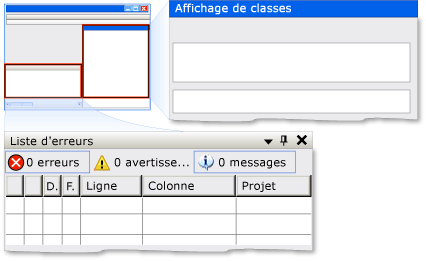 Affichage de classes
Liste d'erreurs
0 erreurs 0 avertisse... 0 messages
D. F. Ligne Colonne Projet